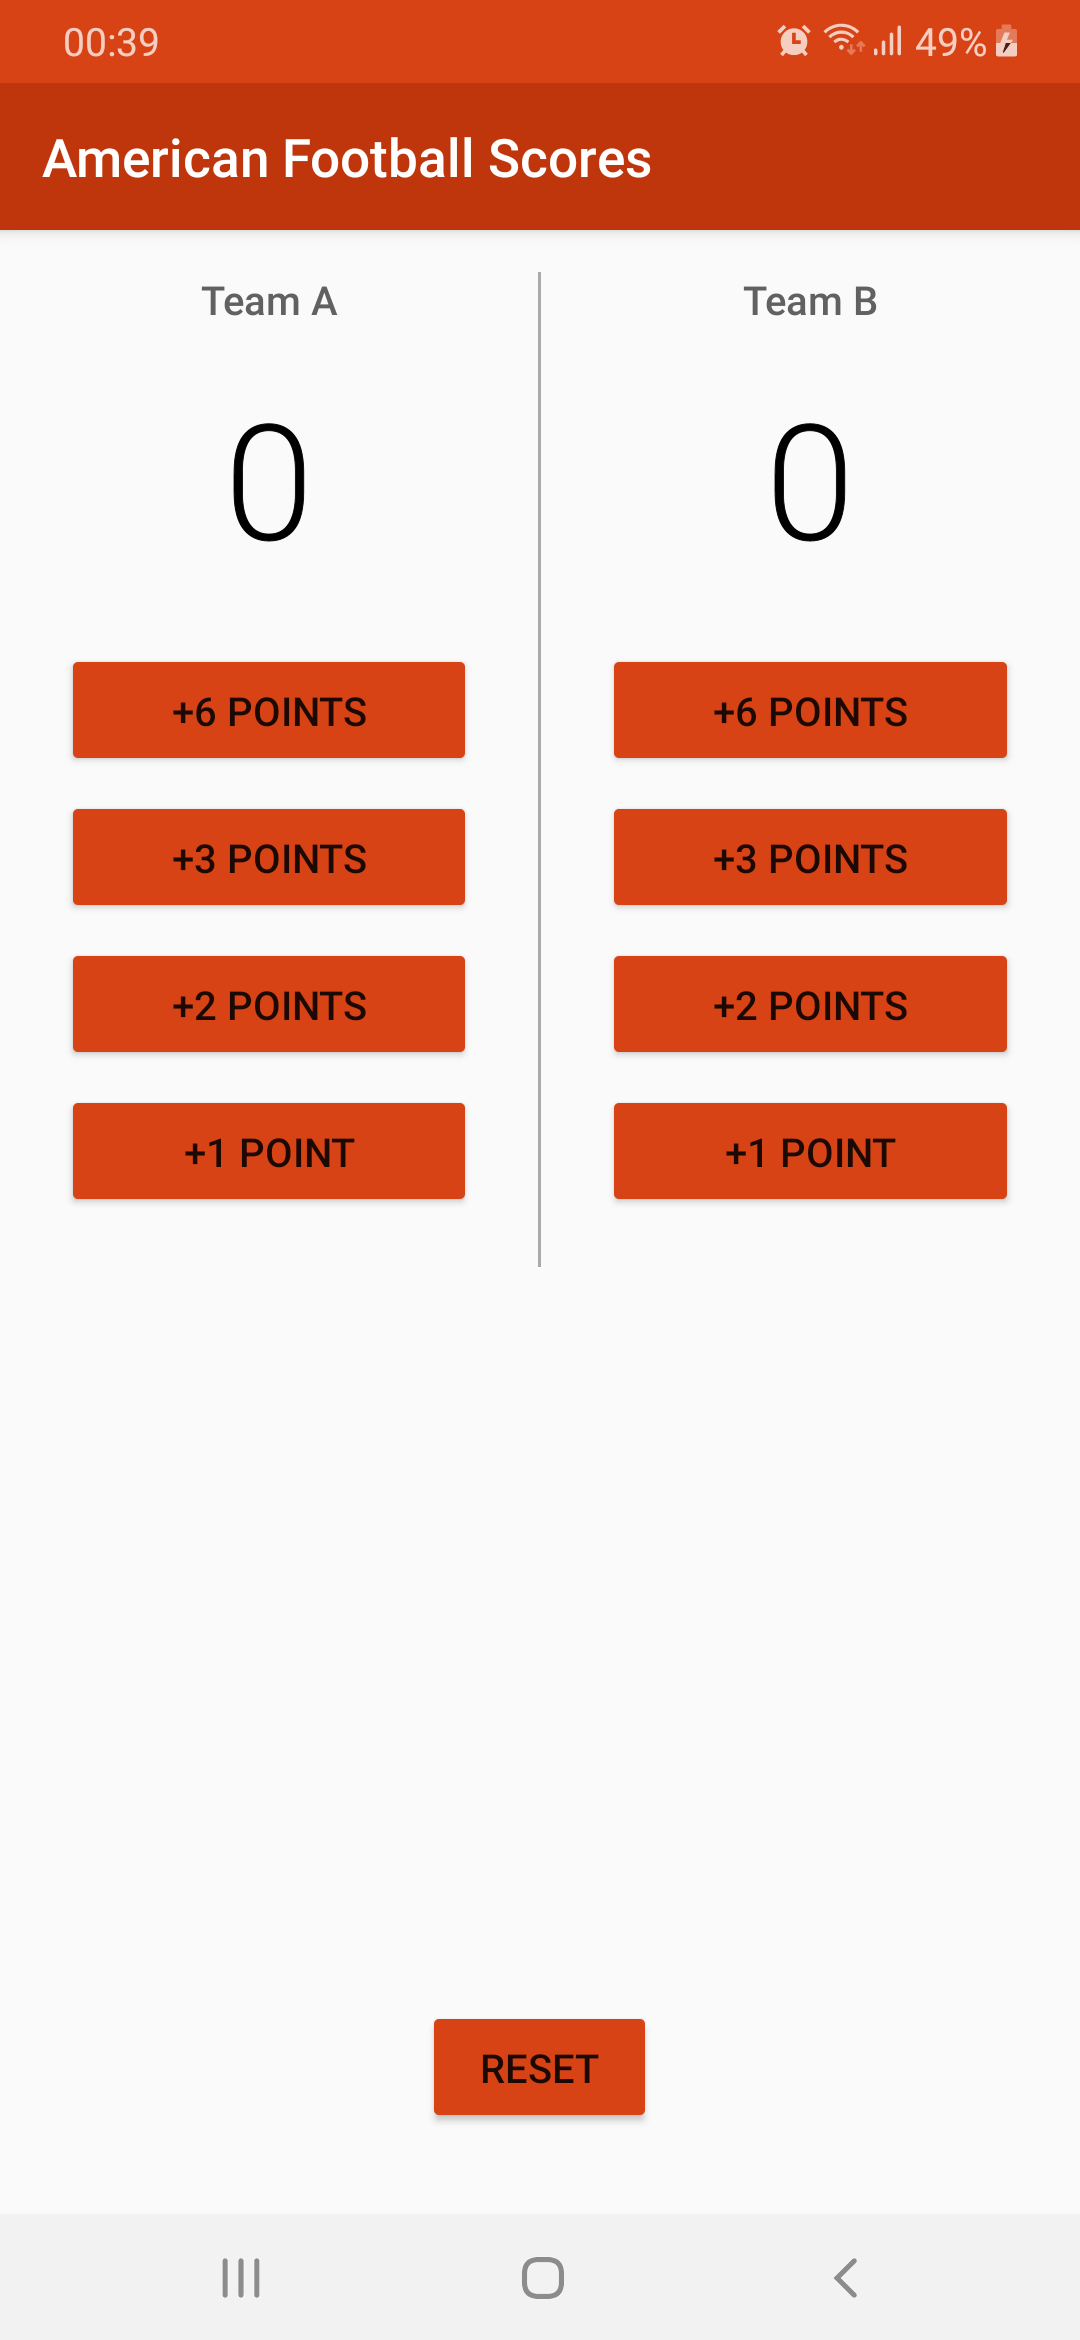 00:39 49%
American Football Scores
Team A Team B
0 0
+6 POINTS +6 POINTS
+3 POINTS +3 POINTS
+2 POINTS +2 POINTS
+1 POINT +1 POINT
RESET